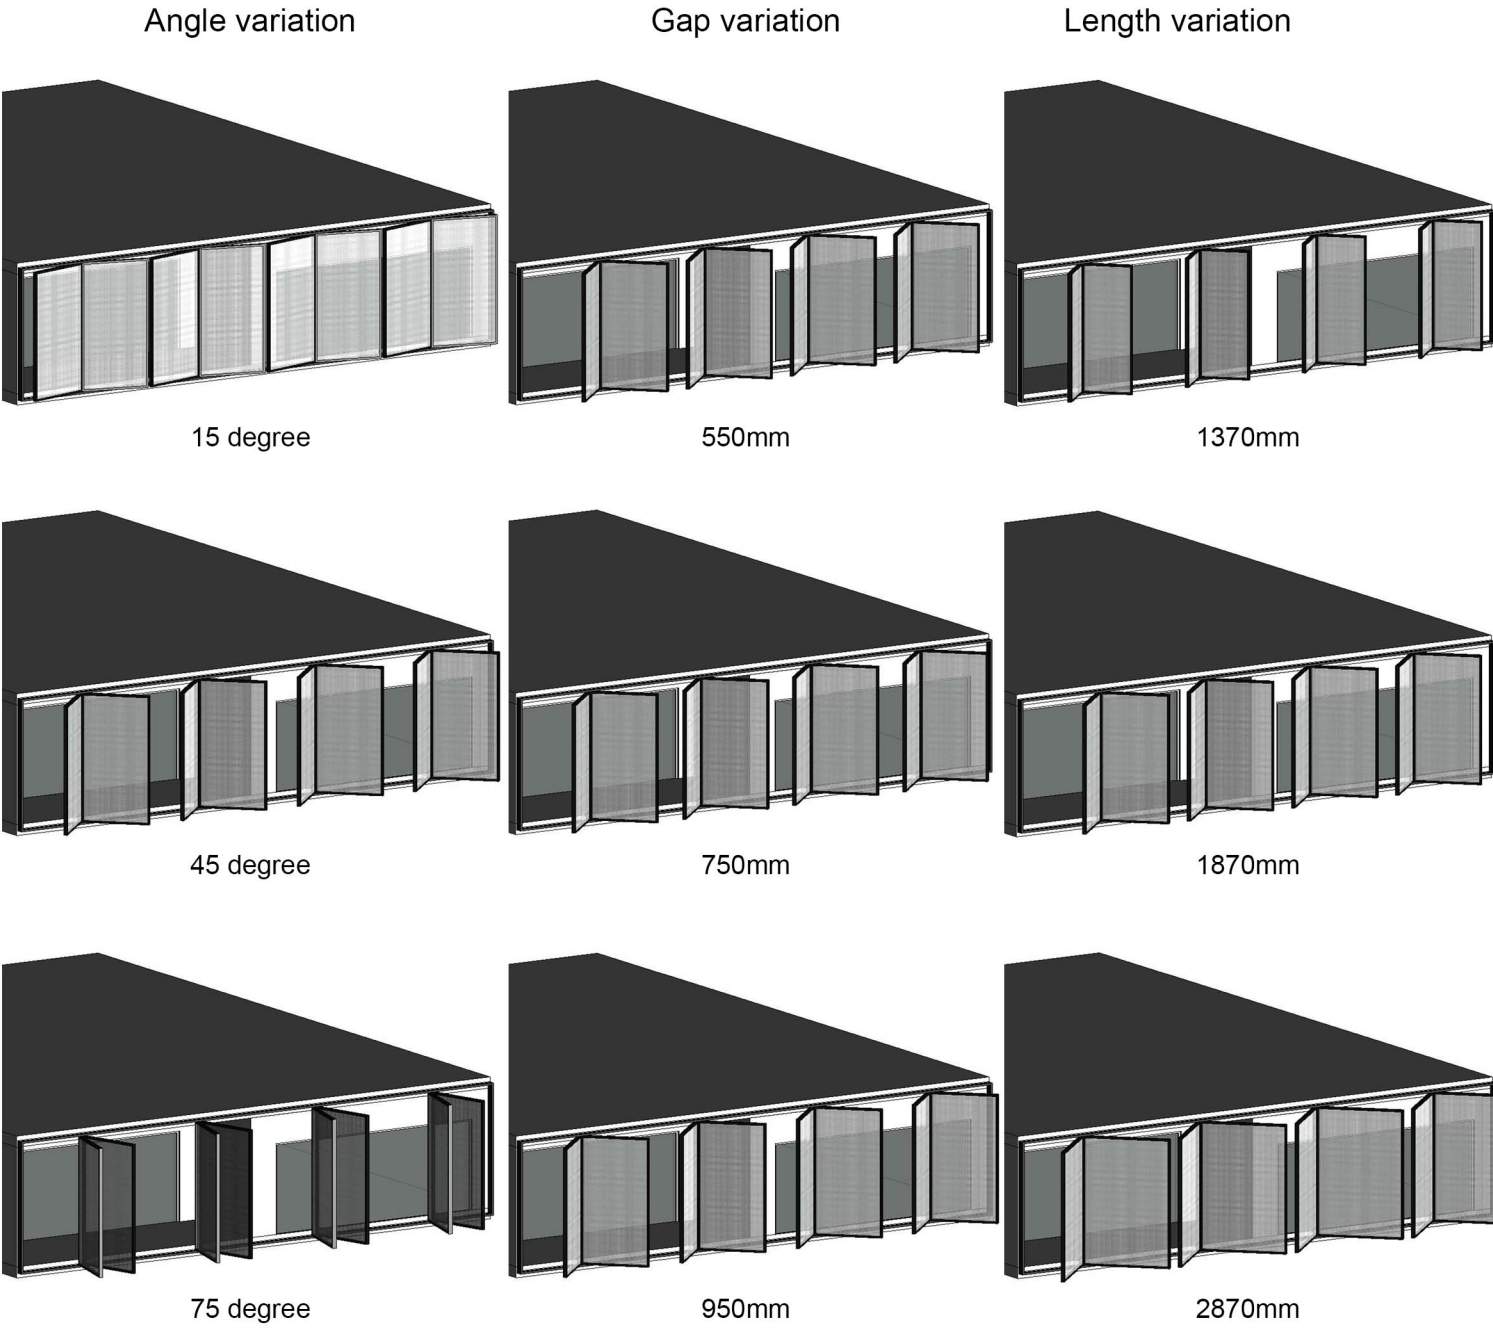 Angle variation
Gap variation
Length variation
15 degree
550mm
1370mm
45 degree
750mm
1870mm
75 degree
950mm
2870mm